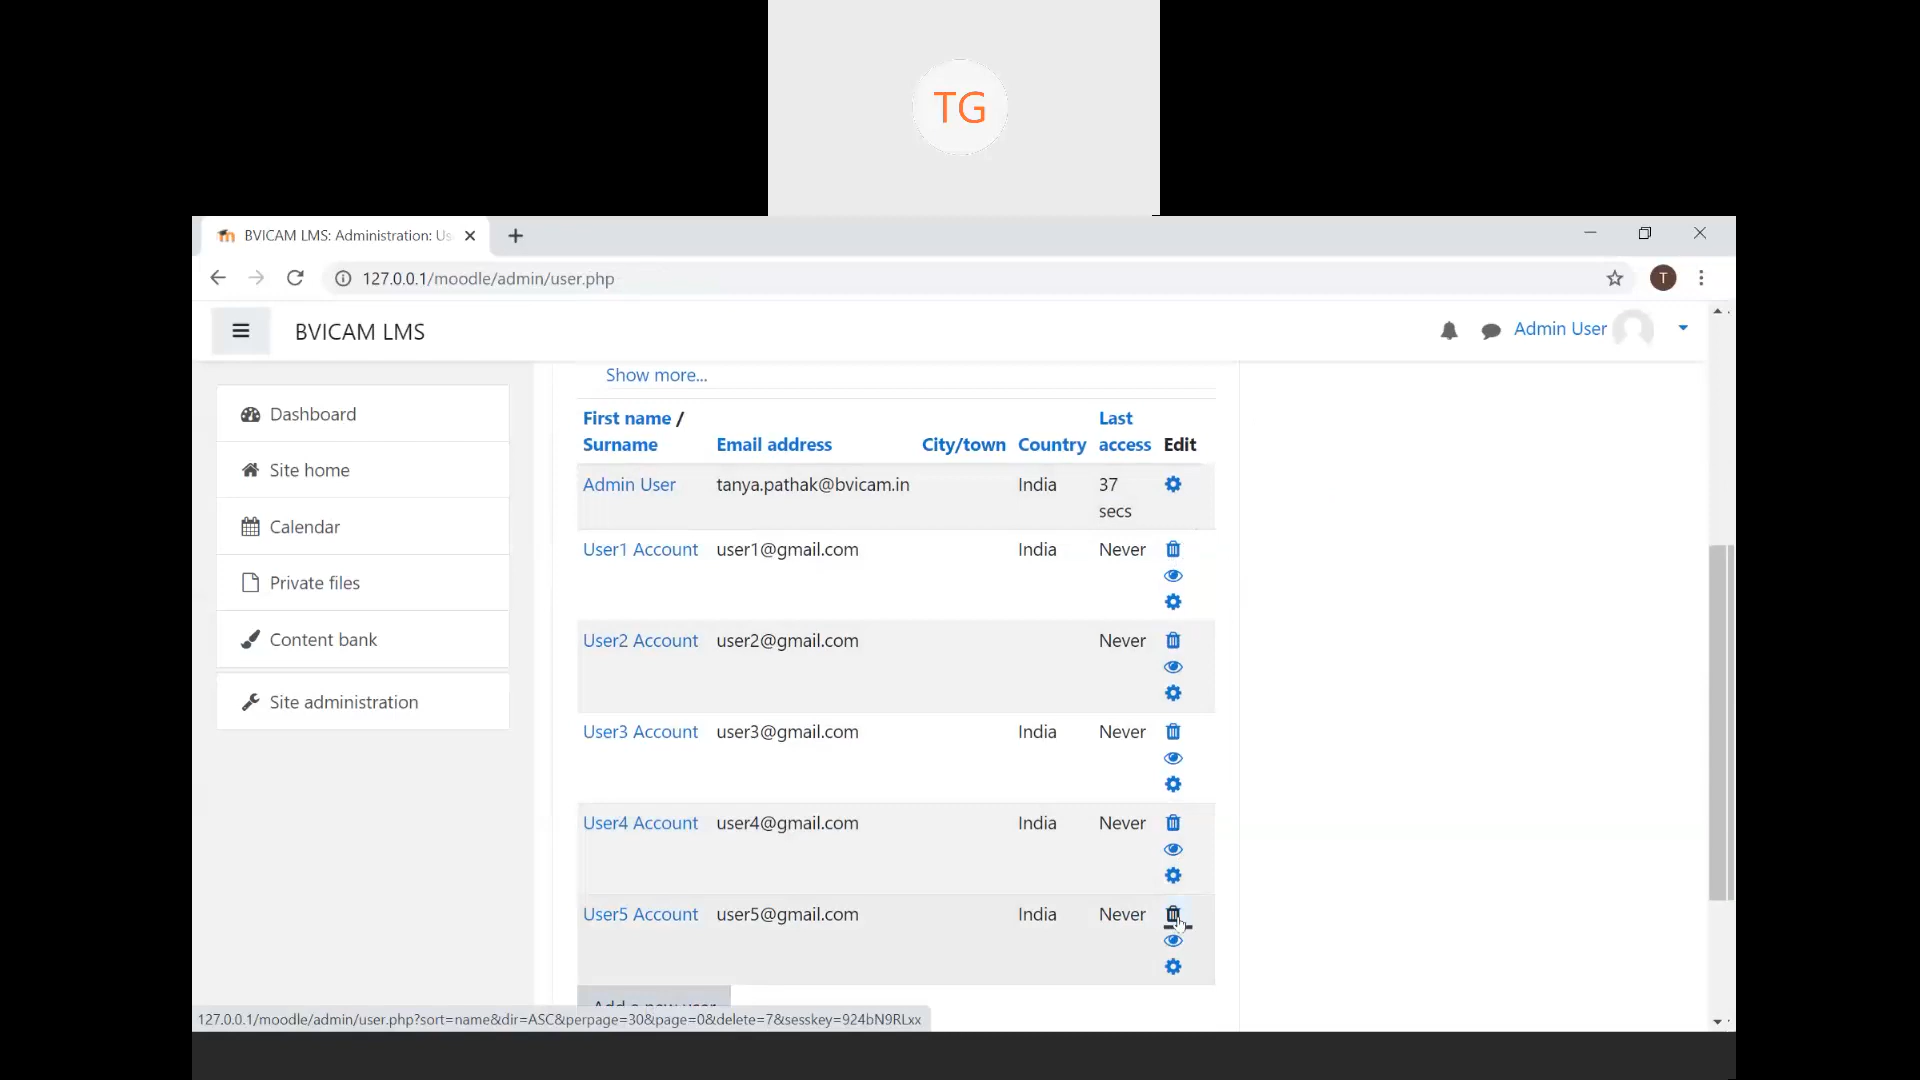 TG
BVICAM LMS: Administration: Us
127.0.0.1/moodle/admin/user.php
T
BVICAM LMS
Admin User
Dashboard
Site home
Calendar
Private files
Content bank
Site administration
Show more...
First name / Surname Email address City/town Country Last access Edit
Admin User tanya.pathak@bvicam.in India 37 secs
User1 Account user1@gmail.com India Never
User2 Account user2@gmail.com Never
User3 Account user3@gmail.com India Never
User4 Account user4@gmail.com India Never
User5 Account user5@gmail.com India Never
Add a new user
127.0.0.1/moodle/admin/user.php?sort=name&dir=ASC&perpage=30&page=0&delete=7&sesskey=924bN9RLxx